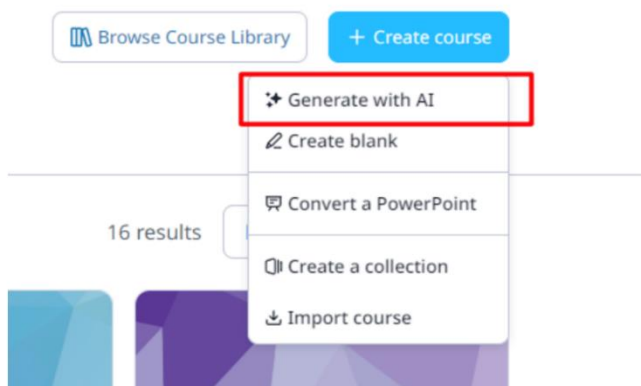 Browse Course Library
+ Create course
Generate with AI
Create blank
Convert a PowerPoint
16 results
Create a collection
Import course